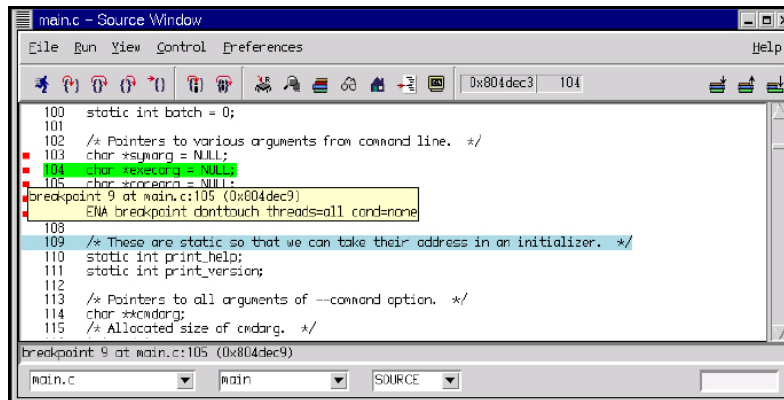 main.c - Source Window
File Run View Control Preferences Help
0x804dec3 104
100 static int batch = 0;
101
102 /* Pointers to various arguments from command line. */
103 char *symarg = NULL;
104 char *execarg = NULL;
105 char *corearg = NULL;
breakpoint 9 at main.c:105 (0x804dec9)
ENA breakpoint donttouch threads=all cond=none
108
109 /* These are static so that we can take their address in an initializer. */
110 static int print_help;
111 static int print_version;
112
113 /* Pointers to all arguments of --command option. */
114 char **cmdarg;
115 /* Allocated size of cmdarg. */
breakpoint 9 at main.c:105 (0x804dec9)
main.c main SOURCE